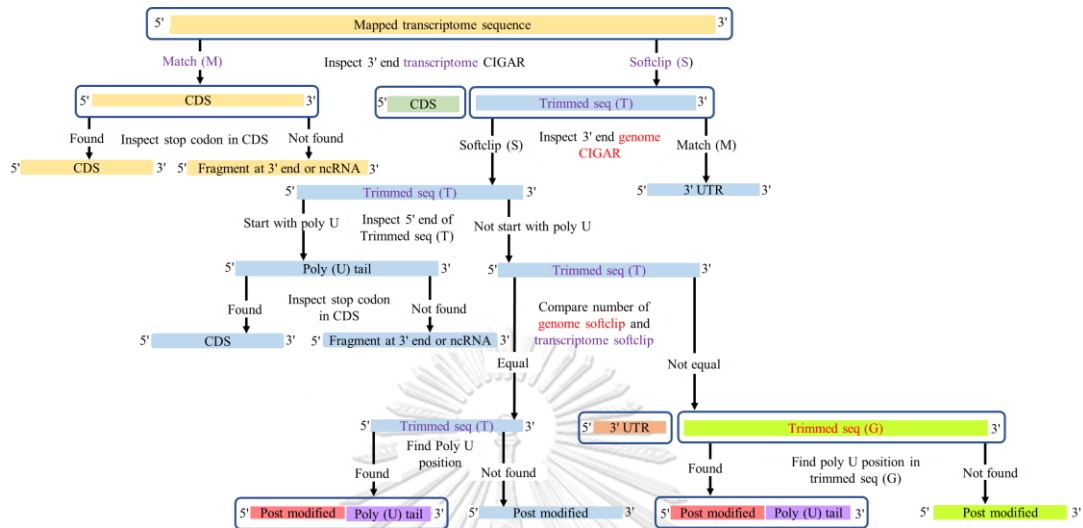 5' Mapped transcriptome sequence 3'
Match (M) Inspect 3' end transcriptome CIGAR Softclip (S)
5' CDS 3' 5' CDS 3' 5' Trimmed seq (T) 3'
Found Inspect stop codon in CDS Not found
Softclip (S) Inspect 3' end genome CIGAR Match (M)
5' CDS 3' 5' Fragment at 3' end or ncRNA 3'
5' Trimmed seq (T) 3' 5' 3' UTR 3'
Start with poly U Inspect 5' end of Trimmed seq (T) Not start with poly U
5' Poly (U) tail 3' 5' Trimmed seq (T) 3'
Found Inspect stop codon in CDS Not found
Compare number of
genome softclip and
transcriptome softclip
5' CDS 3' 5' Fragment at 3' end or ncRNA 3'
Equal Not equal
5' Trimmed seq (T) 3' 5' 3' UTR 3' Trimmed seq (G) 3'
Found Find Poly U position Not found
Found Find poly U position in trimmed seq (G) Not found
5' Post modified Poly (U) tail 3' 5' Post modified 3' 5' Post modified Poly (U) tail 3' 5' Post modified 3'